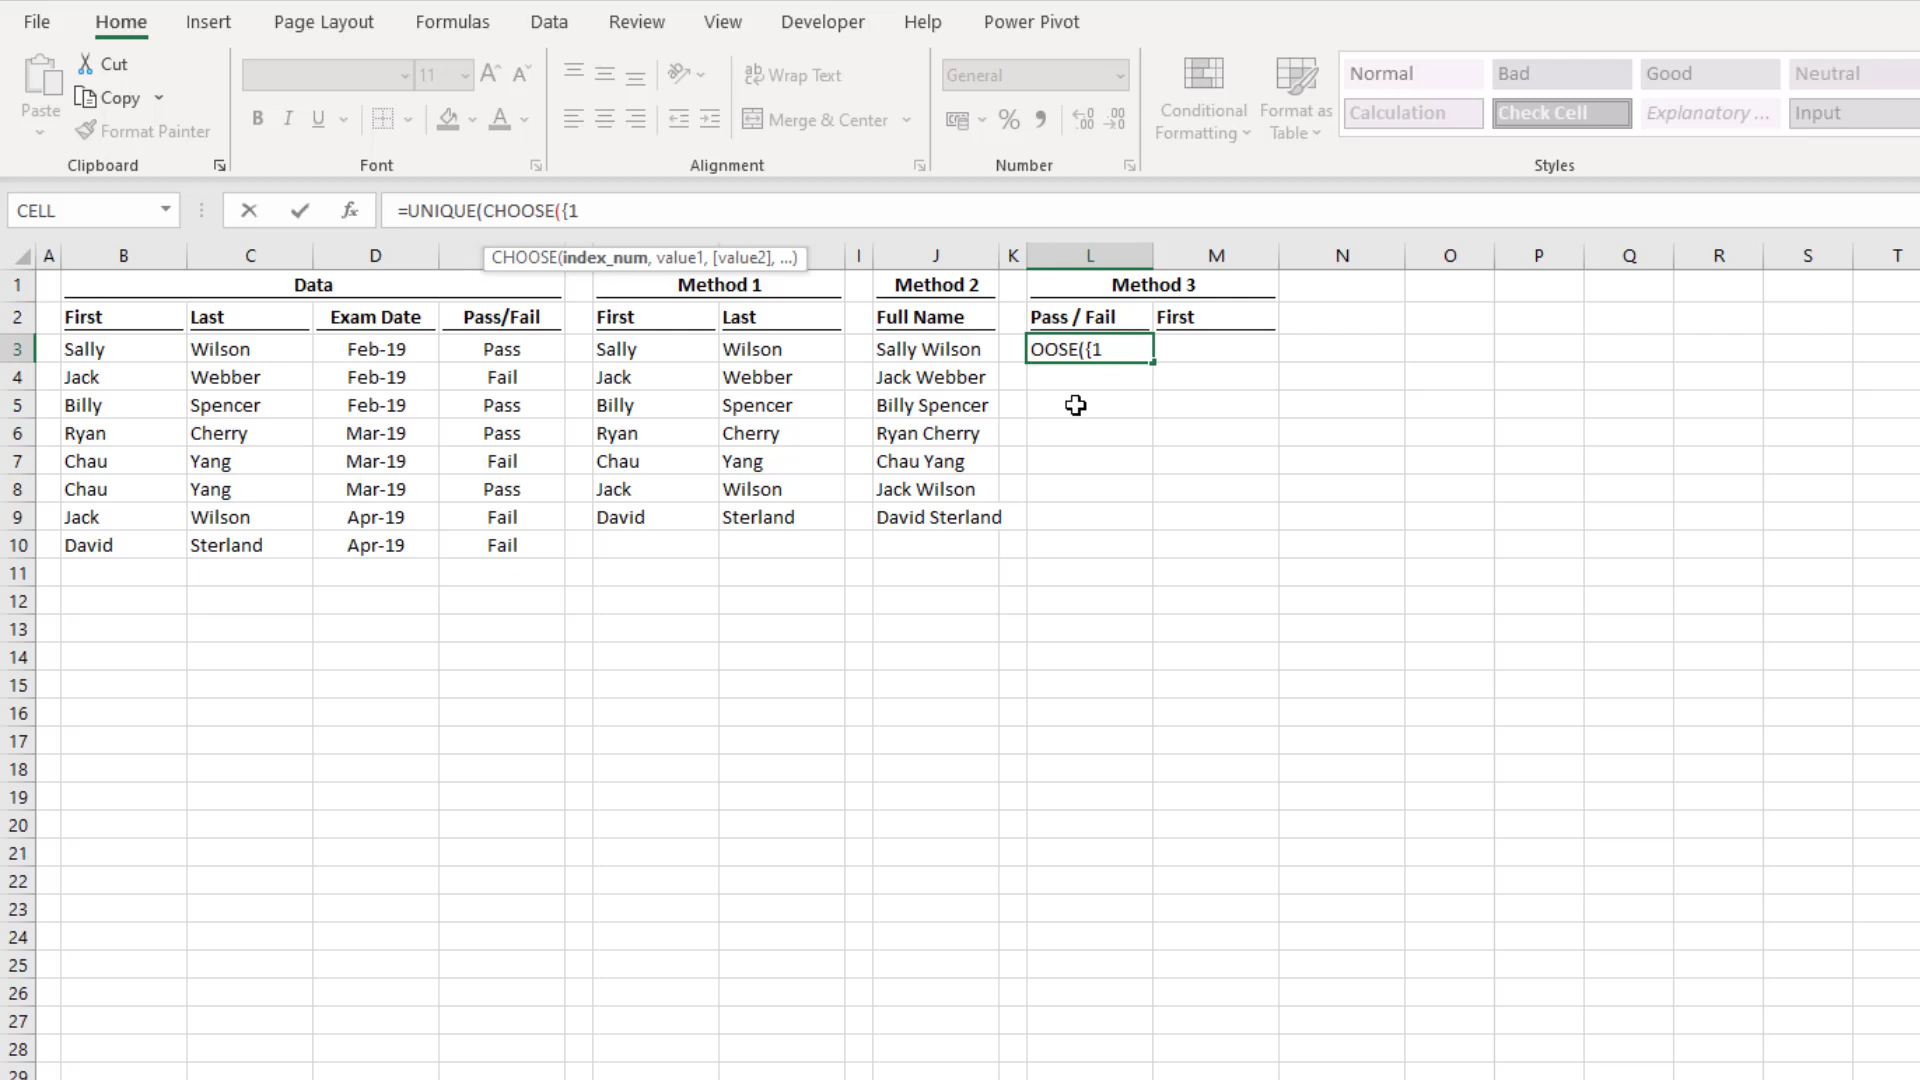 File Home Insert Page Layout Formulas Data Review View Developer Help Power Pivot
Paste
Cut
Copy
Format Painter
Clipboard
11 A A
B I U A
Font
ab Wrap Text
Merge & Center
Alignment
General
% 9 .00 .00
Number
Conditional Formatting
Format as Table
Normal Bad Good Neutral
Calculation Check Cell Explanatory ... Input
Styles
CELL fx =UNIQUE(CHOOSE({1
CHOOSE(index_num, value1, [value2], ...)
A B C D I J K L M N O P Q R S T
1 Data Method 1 Method 2 Method 3
2 First Last Exam Date Pass/Fail First Last Full Name Pass / Fail First
3 Sally Wilson Feb-19 Pass Sally Wilson Sally Wilson OOSE({1
4 Jack Webber Feb-19 Fail Jack Webber Jack Webber
5 Billy Spencer Feb-19 Pass Billy Spencer Billy Spencer
6 Ryan Cherry Mar-19 Pass Ryan Cherry Ryan Cherry
7 Chau Yang Mar-19 Fail Chau Yang Chau Yang
8 Chau Yang Mar-19 Pass Jack Wilson Jack Wilson
9 Jack Wilson Apr-19 Fail David Sterland David Sterland
10 David Sterland Apr-19 Fail
11
12
13
14
15
16
17
18
19
20
21
22
23
24
25
26
27
28
29